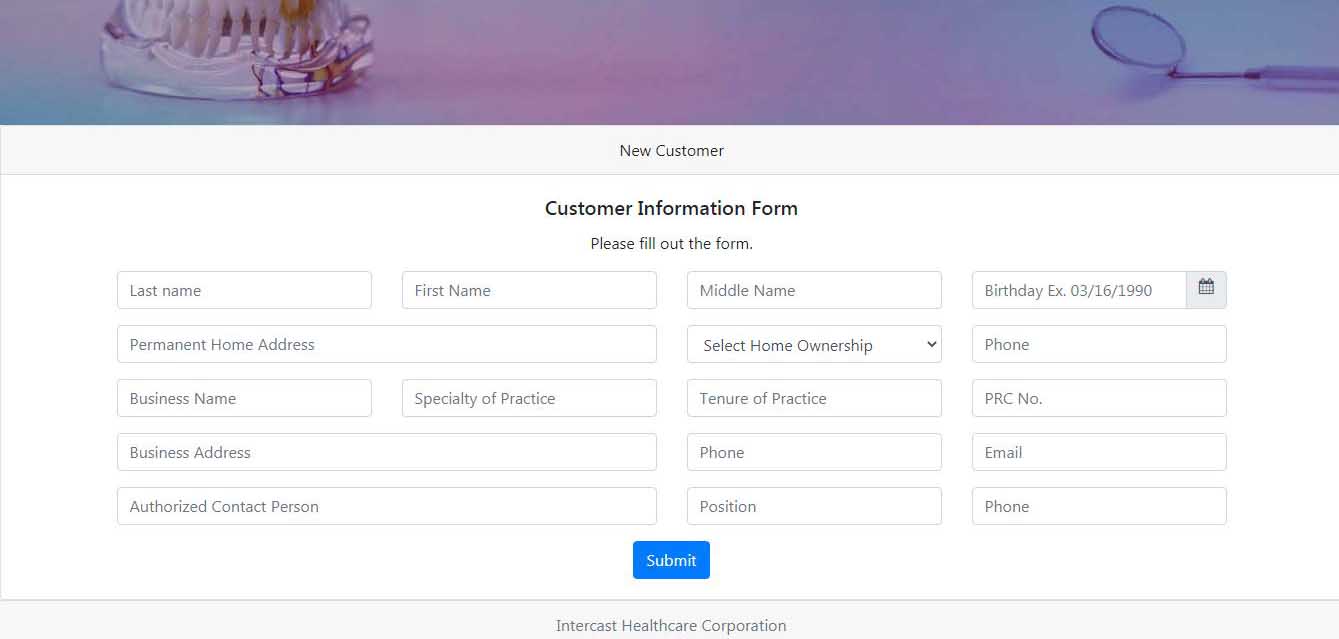 New Customer
Customer Information Form
Please fill out the form.
Last name First Name Middle Name Birthday Ex. 03/16/1990
Permanent Home Address Select Home Ownership Phone
Business Name Specialty of Practice Tenure of Practice PRC No.
Business Address Phone Email
Authorized Contact Person Position Phone
Submit
Intercast Healthcare Corporation